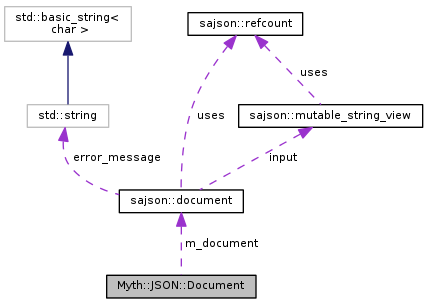 std::basic_string<
char >
sajson::refcount
uses
std::string
uses
sajson::mutable_string_view
error_message
input
sajson::document
m_document
Myth::JSON::Document